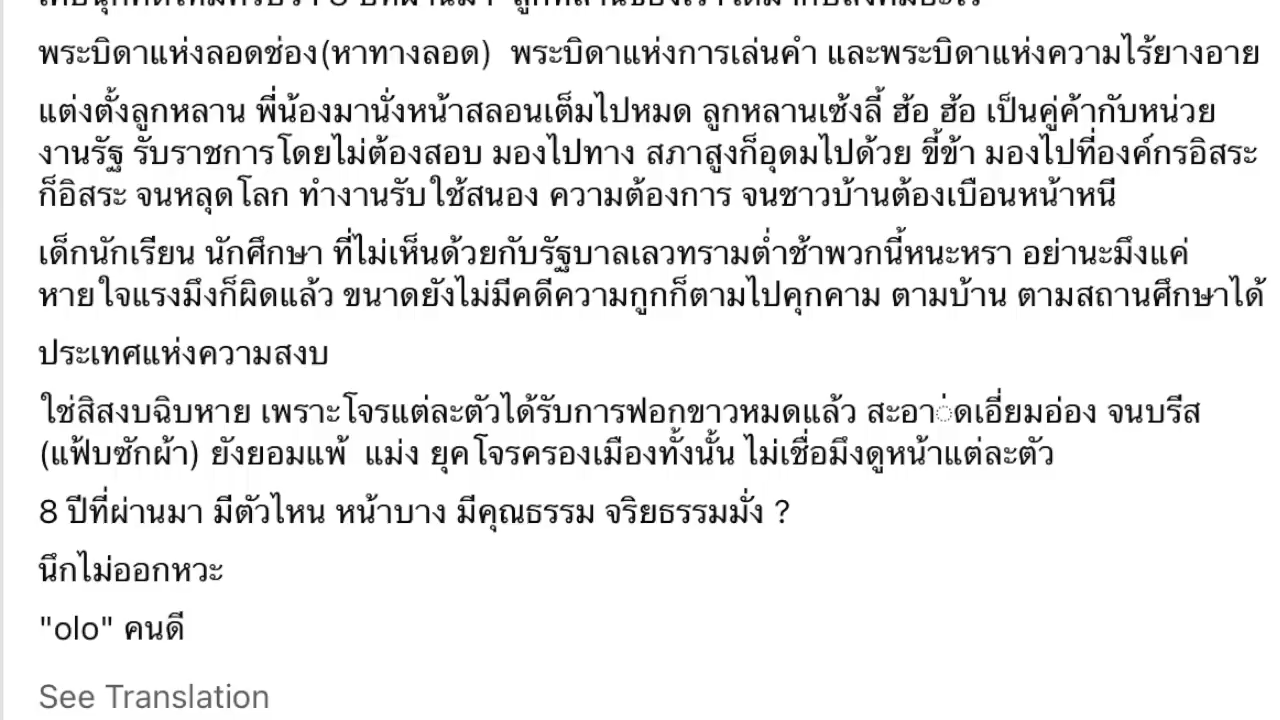 พระบิดาแห่งลอดช่อง(หาทางลอด)  พระบิดาแห่งการเล่นคำ และพระบิดาแห่งความไร้ยางอาย
แต่งตั้งลูกหลาน พี่น้องมานั่งหน้าสลอนเต็มไปหมด ลูกหลานเซ้งลี้ ฮ้อ ฮ้อ เป็นคู่ค้ากับหน่วย
งานรัฐ รับราชการโดยไม่ต้องสอบ มองไปทาง สภาสูงก็อุดมไปด้วย ขี้ข้า มองไปที่องค์กรอิสระ
ก็อิสระ จนหลุดโลก ทำงานรับใช้สนอง ความต้องการ จนชาวบ้านต้องเบือนหน้าหนี
เด็กนักเรียน นักศึกษา ที่ไม่เห็นด้วยกับรัฐบาลเลวทรามต่ำช้าพวกนี้หนะหรา อย่านะมึงแค่
หายใจแรงมึงก็ผิดแล้ว ขนาดยังไม่มีคดีความกูกก็ตามไปคุกคาม ตามบ้าน ตามสถานศึกษาได้
ประเทศแห่งความสงบ
ใช่สิสงบฉิบหาย เพราะโจรแต่ละตัวได้รับการฟอกขาวหมดแล้ว สะอา่ดเอี่ยมอ่อง จนบรีส
(แฟ้บซักผ้า) ยังยอมแพ้  แม่ง ยุคโจรครองเมืองทั้งนั้น ไม่เชื่อมึงดูหน้าแต่ละตัว
8 ปีที่ผ่านมา มีตัวไหน หน้าบาง มีคุณธรรม จริยธรรมมั่ง ?
นึกไม่ออกหวะ
"olo" คนดี
See Translation